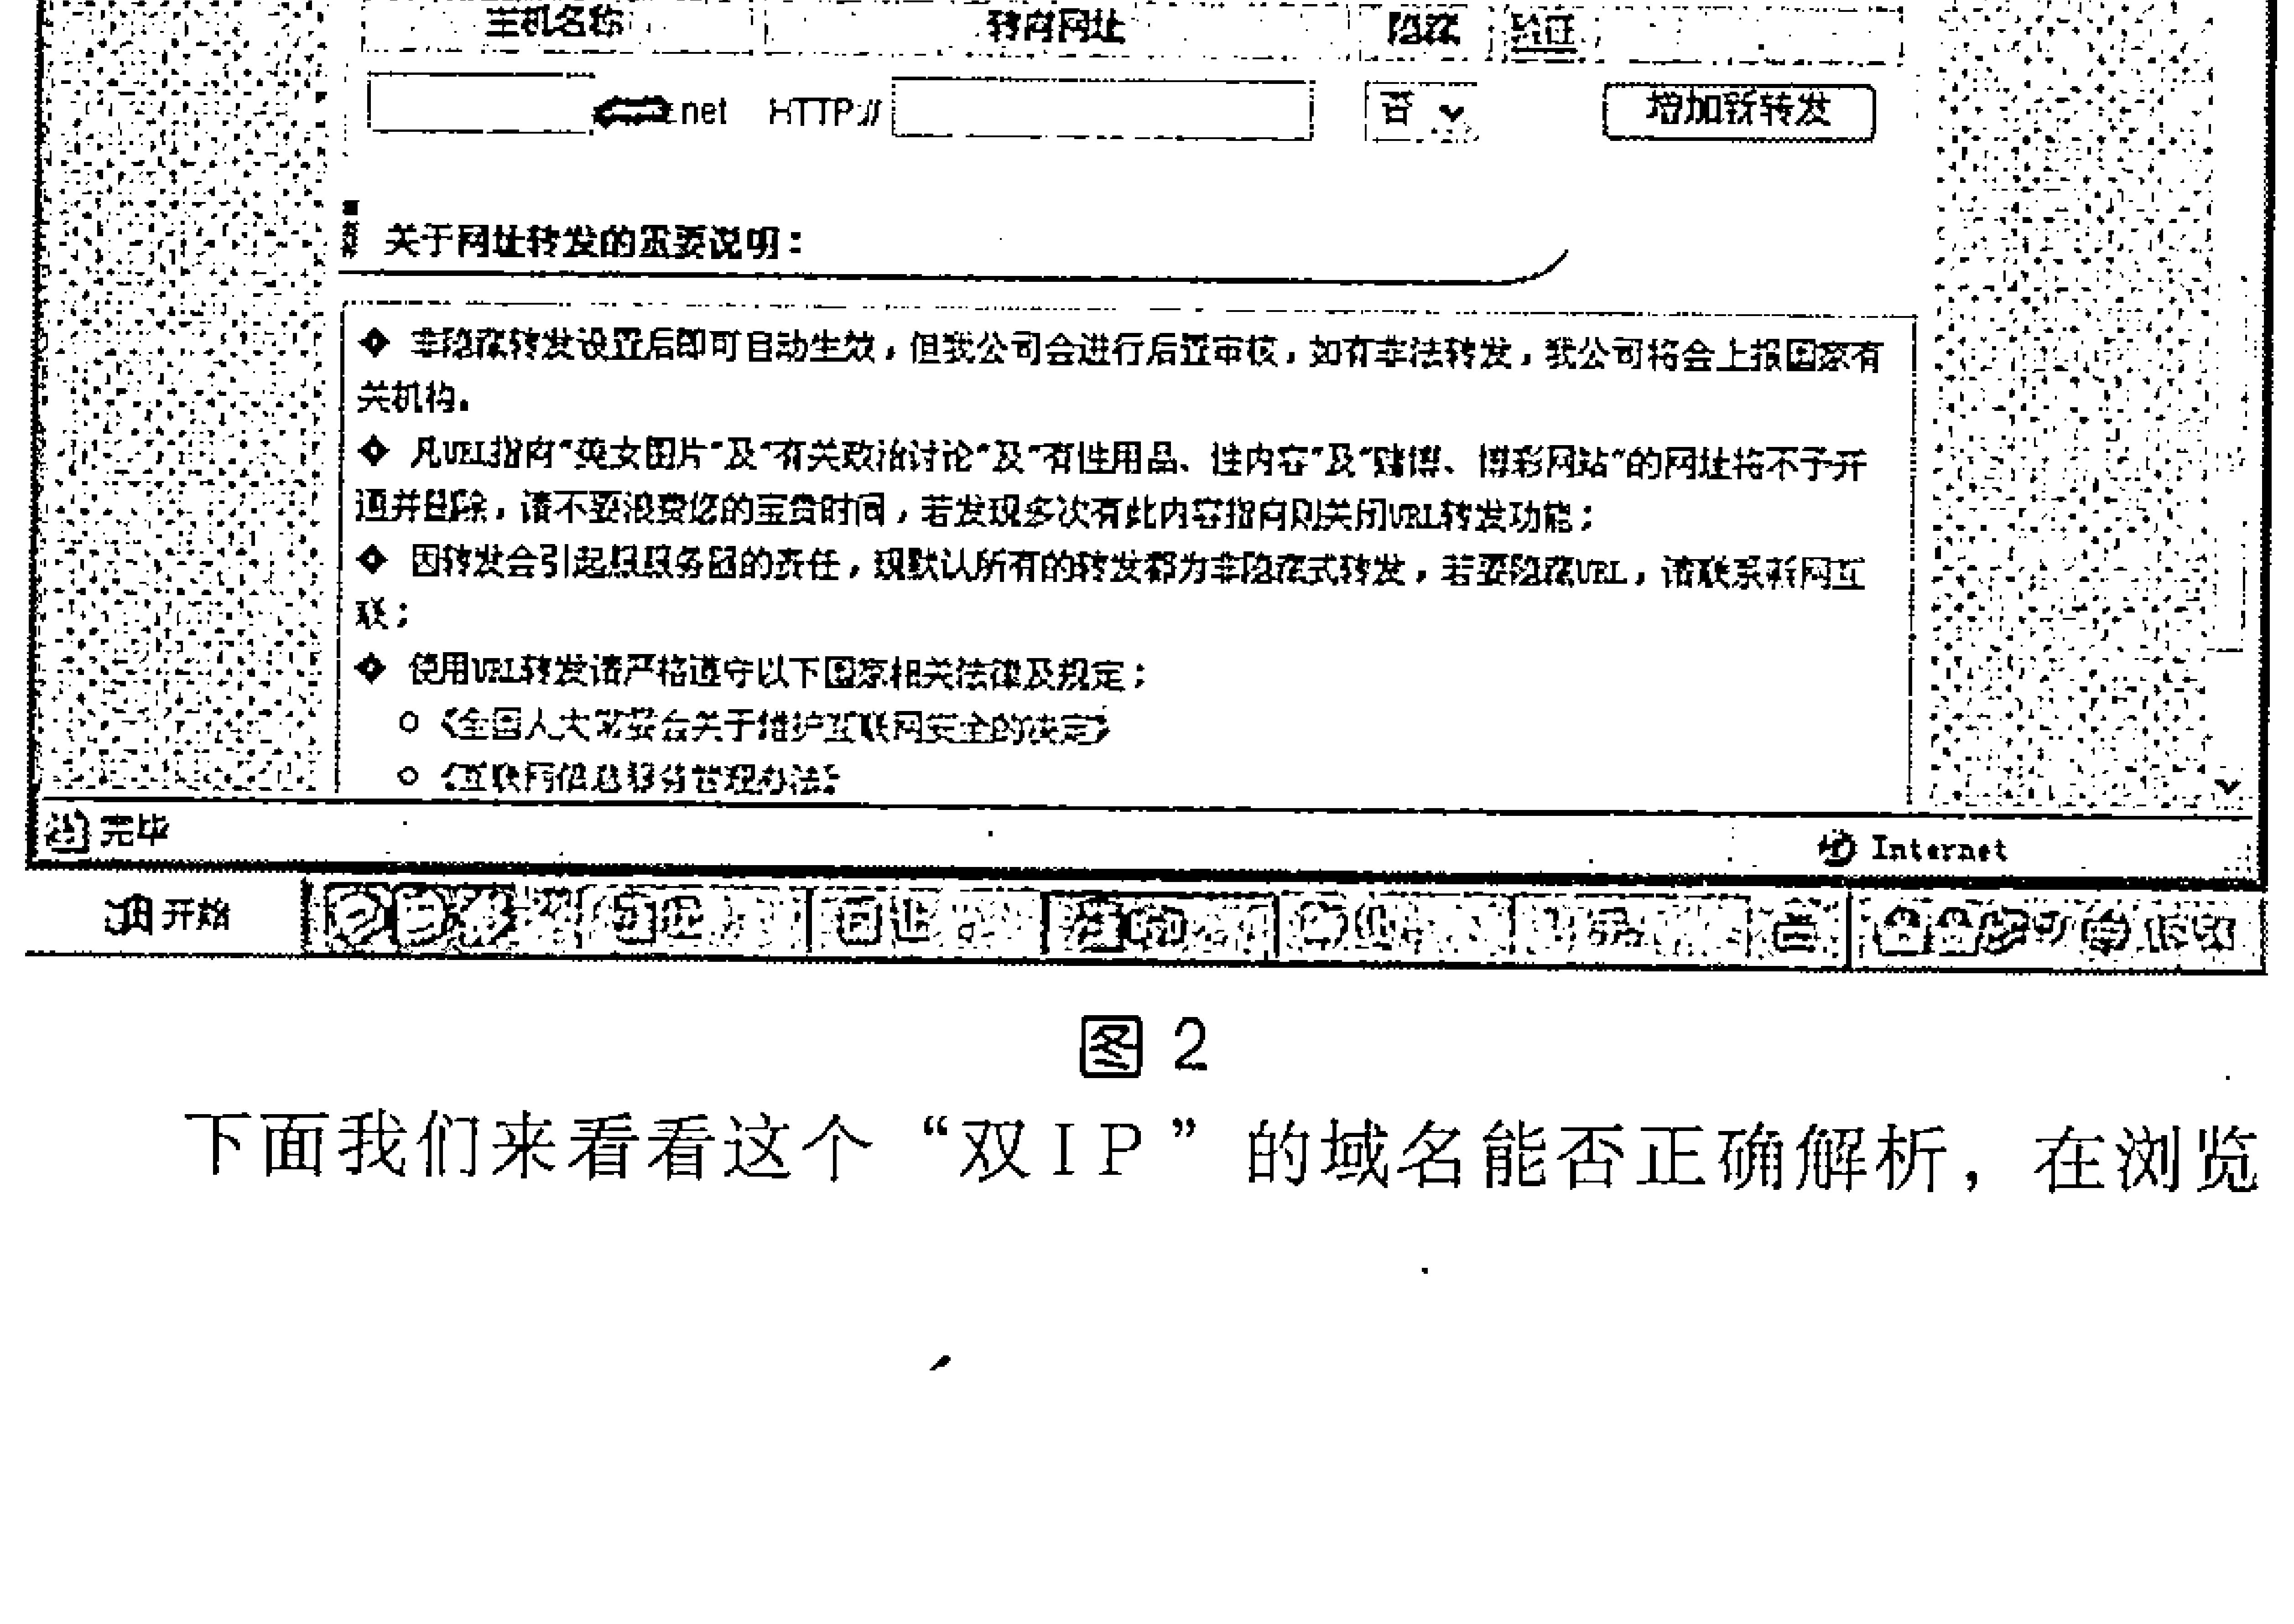 主机名称 转向网址 隐藏 验证
.net HTTP:// 否 增加新转发
关于网址转发的重要说明：
非隐藏转发设置后即可自动生效，但我公司会进行后置审核，如有非法转发，我公司将会上报国家有
关机构。
凡URL指向“美女图片”及“有关政治讨论”及“有性用品、性内容”及“赌博、博彩网站”的网址将不予开
通并删除，请不要浪费您的宝贵时间，若发现多次有此内容指向则关闭URL转发功能；
因转发会引起服务器的责任，现默认所有的转发都为非隐藏式转发，若要隐藏URL，请联系新网互
联；
使用URL转发请严格遵守以下国家相关法律及规定；
《全国人大常委会关于维护互联网安全的决定》
《互联网信息服务管理办法》
完毕 Internet
开始
图 2
下面我们来看看这个“双ＩＰ”的域名能否正确解析，在浏览